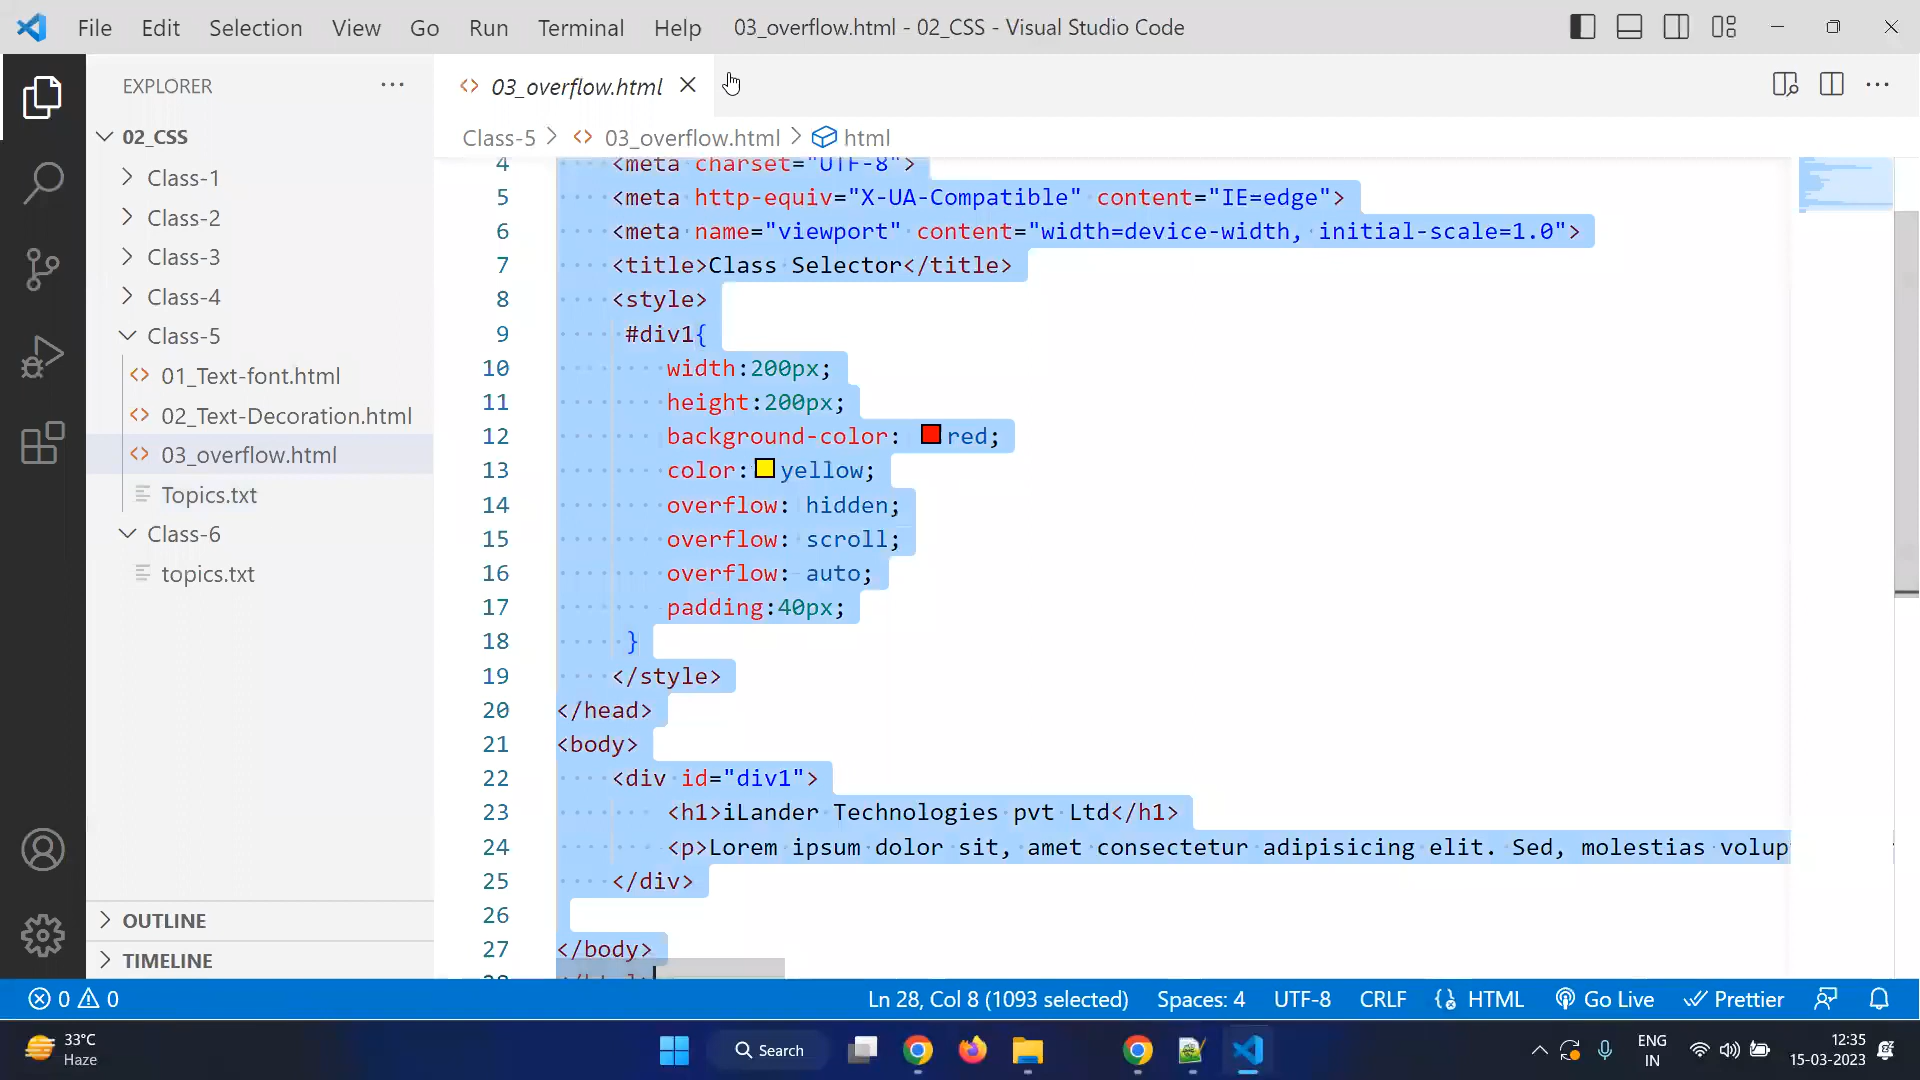 File Edit Selection View Go Run Terminal Help 03_overflow.html - 02_CSS - Visual Studio Code
EXPLORER
02_CSS
Class-1
Class-2
Class-3
Class-4
Class-5
01_Text-font.html
02_Text-Decoration.html
03_overflow.html
Topics.txt
Class-6
topics.txt
OUTLINE
TIMELINE
03_overflow.html
Class-5 > 03_overflow.html > html
4 <meta charset="UTF-8">
5 <meta http-equiv="X-UA-Compatible" content="IE=edge">
6 <meta name="viewport" content="width=device-width, initial-scale=1.0">
7 <title>Class Selector</title>
8 <style>
9 #div1{
10 width:200px;
11 height:200px;
12 background-color: red;
13 color:yellow;
14 overflow: hidden;
15 overflow: scroll;
16 overflow: auto;
17 padding:40px;
18 }
19 </style>
20 </head>
21 <body>
22 <div id="div1">
23 <h1>iLander Technologies pvt Ltd</h1>
24 <p>Lorem ipsum dolor sit, amet consectetur adipisicing elit. Sed, molestias volup
25 </div>
26
27 </body>
28 </html>
0 0 Ln 28, Col 8 (1093 selected) Spaces: 4 UTF-8 CRLF HTML Go Live Prettier
33°C
Haze
Search
ENG
IN
12:35
15-03-2023